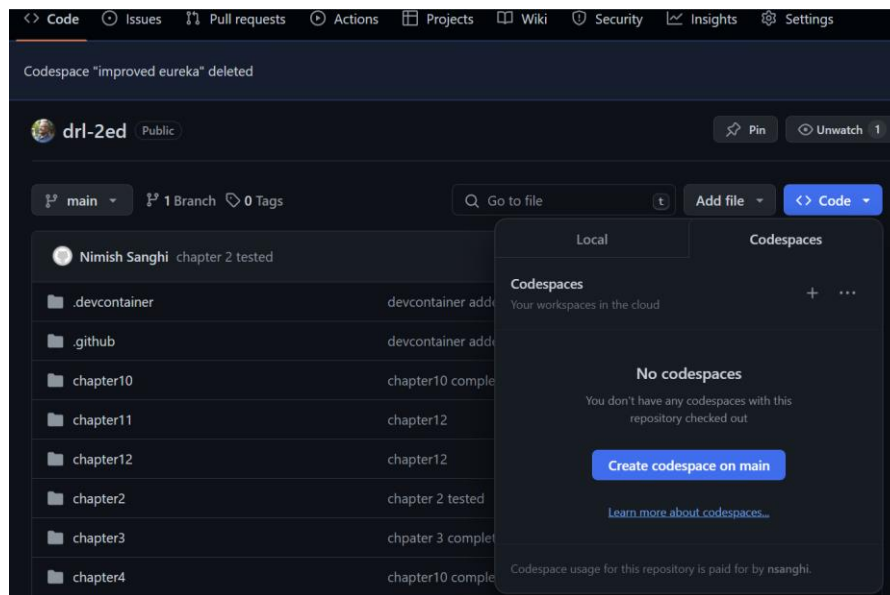 Code Issues Pull requests Actions Projects Wiki Security Insights Settings
Codespace "improved eureka" deleted
drl-2ed Public Pin Unwatch 1
main 1 Branch 0 Tags Go to file t Add file Code
Local Codespaces
Nimish Sanghi chapter 2 tested
Codespaces
Your workspaces in the cloud
.devcontainer devcontainer adde
.github devcontainer adde
chapter10 chapter10 comple
chapter11 chapter12
chapter12 chapter12
chapter2 chapter 2 tested
chapter3 chpater 3 complet
chapter4 chapter10 comple
No codespaces
You don't have any codespaces with this
repository checked out
Create codespace on main
Learn more about codespaces...
Codespace usage for this repository is paid for by nsanghi.